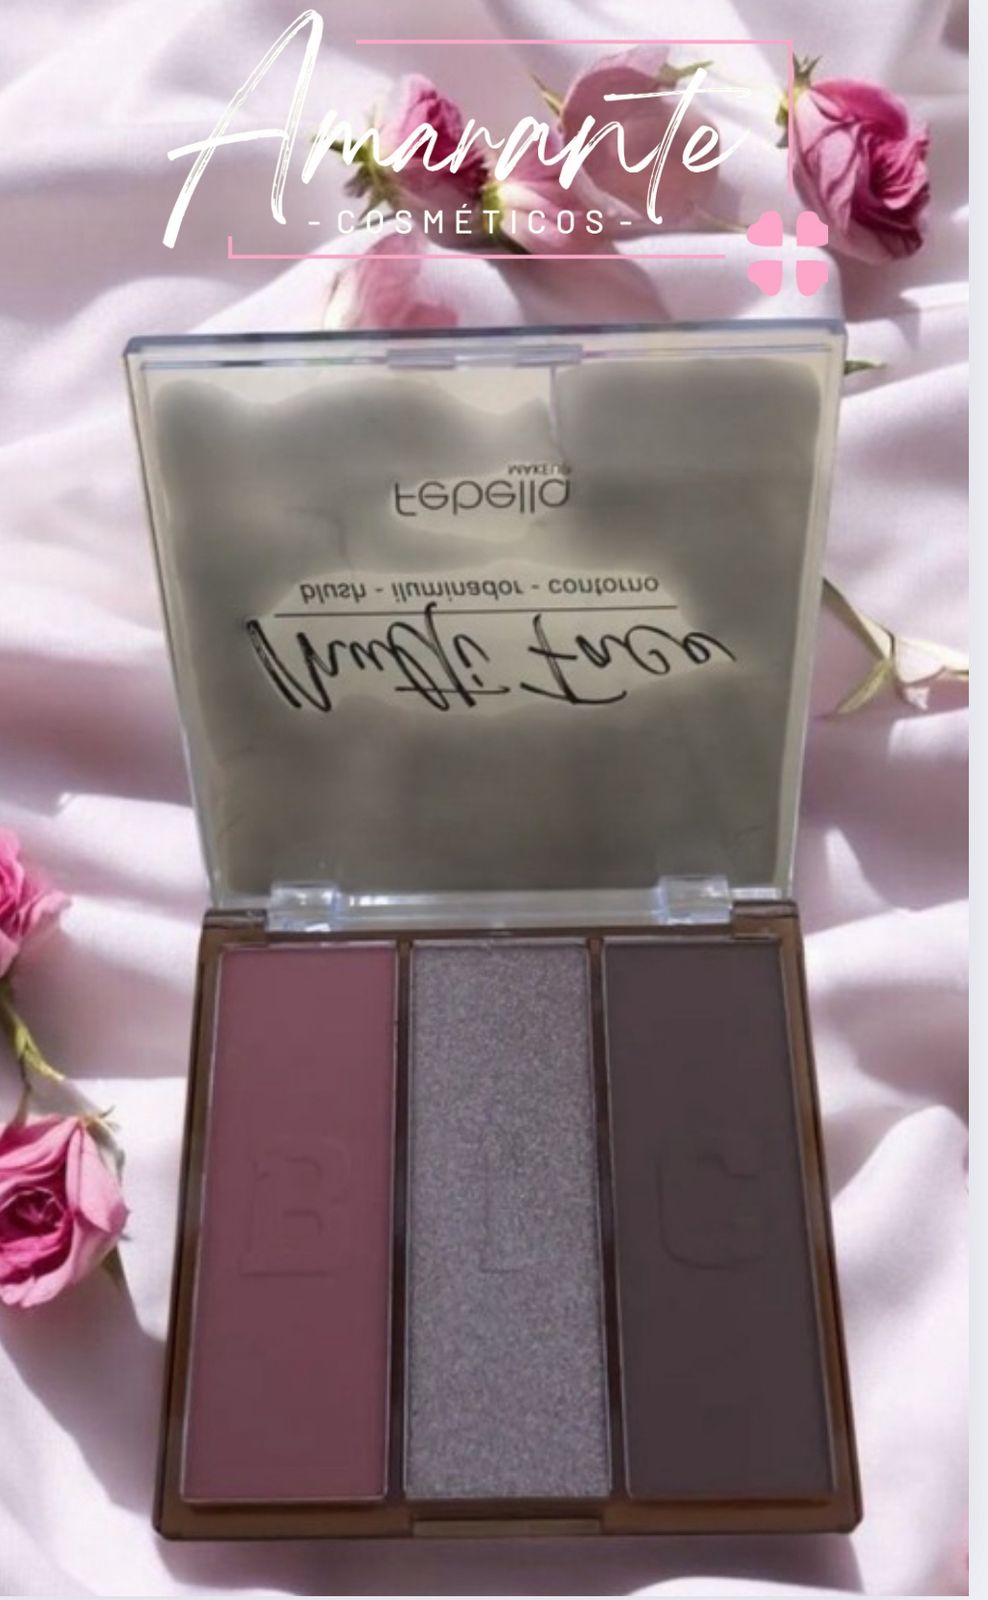 Amarante
-COSMÉTICOS-
MAKEUP
Febella
blush - iluminador - contorno
Multi Face
B I C